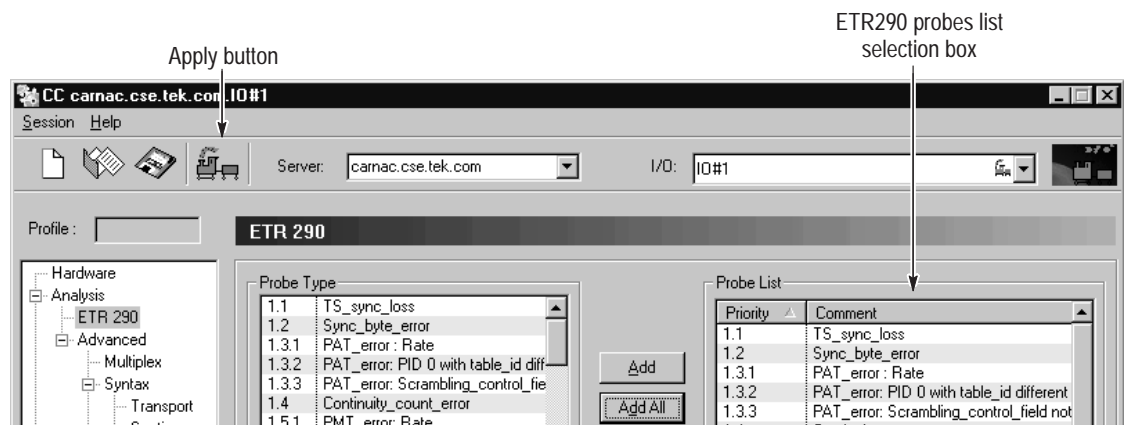 ETR290 probes list
selection box
Apply button
CC carnac.cse.tek.com.IO#1
Session Help
Server: carnac.cse.tek.com I/O: IO#1
Profile :
ETR 290
Hardware
Analysis
ETR 290
Advanced
Multiplex
Syntax
Transport
Probe Type
1.1 TS_sync_loss
1.2 Sync_byte_error
1.3.1 PAT_error : Rate
1.3.2 PAT_error: PID 0 with table_id diff
1.3.3 PAT_error: Scrambling_control_fie
1.4 Continuity_count_error
1.5.1 PMT_error: Rate
Add
Add All
Probe List
Priority Comment
1.1 TS_sync_loss
1.2 Sync_byte_error
1.3.1 PAT_error : Rate
1.3.2 PAT_error: PID 0 with table_id different
1.3.3 PAT_error: Scrambling_control_field not